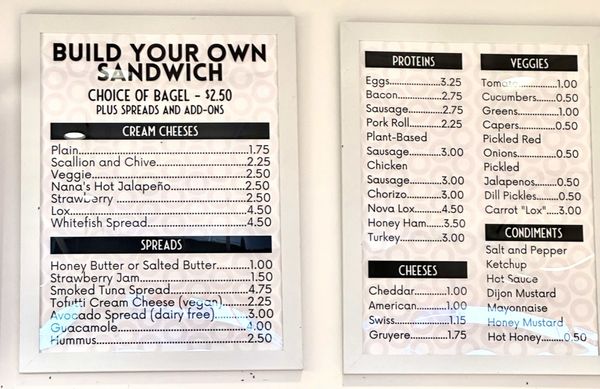 BUILD YOUR OWN
SANDWICH
CHOICE OF BAGEL - $2.50
PLUS SPREADS AND ADD-ONS
CREAM CHEESES
Plain...1.75
Scallion and Chive...2.25
Veggie...2.50
Nana's Hot Jalapeño...2.50
Strawberry...2.50
Lox...4.50
Whitefish Spread...4.50
SPREADS
Honey Butter or Salted Butter...1.00
Strawberry Jam...1.50
Smoked Tuna Spread...4.75
Tofutti Cream Cheese (vegan)...2.25
Avocado Spread (dairy free)...3.00
Guacamole...4.00
Hummus...2.50
PROTEINS
Eggs...3.25
Bacon...2.75
Sausage...2.75
Pork Roll...2.25
Plant-Based
Sausage...3.00
Chicken
Sausage...3.00
Chorizo...3.00
Nova Lox...4.50
Honey Ham...3.50
Turkey...3.00
CHEESES
Cheddar...1.00
American...1.00
Swiss...1.15
Gruyere...1.75
VEGGIES
Tomato...1.00
Cucumbers...0.50
Greens...1.00
Capers...0.50
Pickled Red
Onions...0.50
Pickled
Jalapenos...0.50
Dill Pickles...0.50
Carrot "Lox"...3.00
CONDIMENTS
Salt and Pepper
Ketchup
Hot Sauce
Dijon Mustard
Mayonnaise
Honey Mustard
Hot Honey...0.50